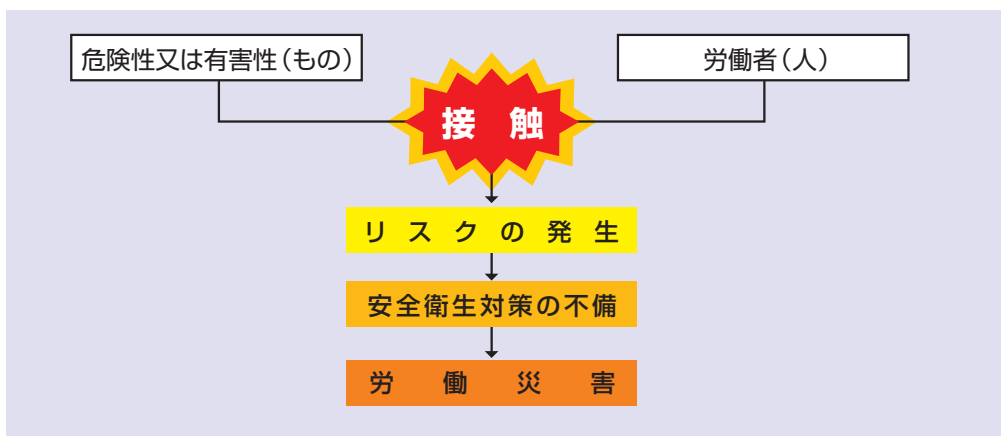 危険性又は有害性（もの）
労働者（人）
接触
リスクの発生
安全衛生対策の不備
労働災害